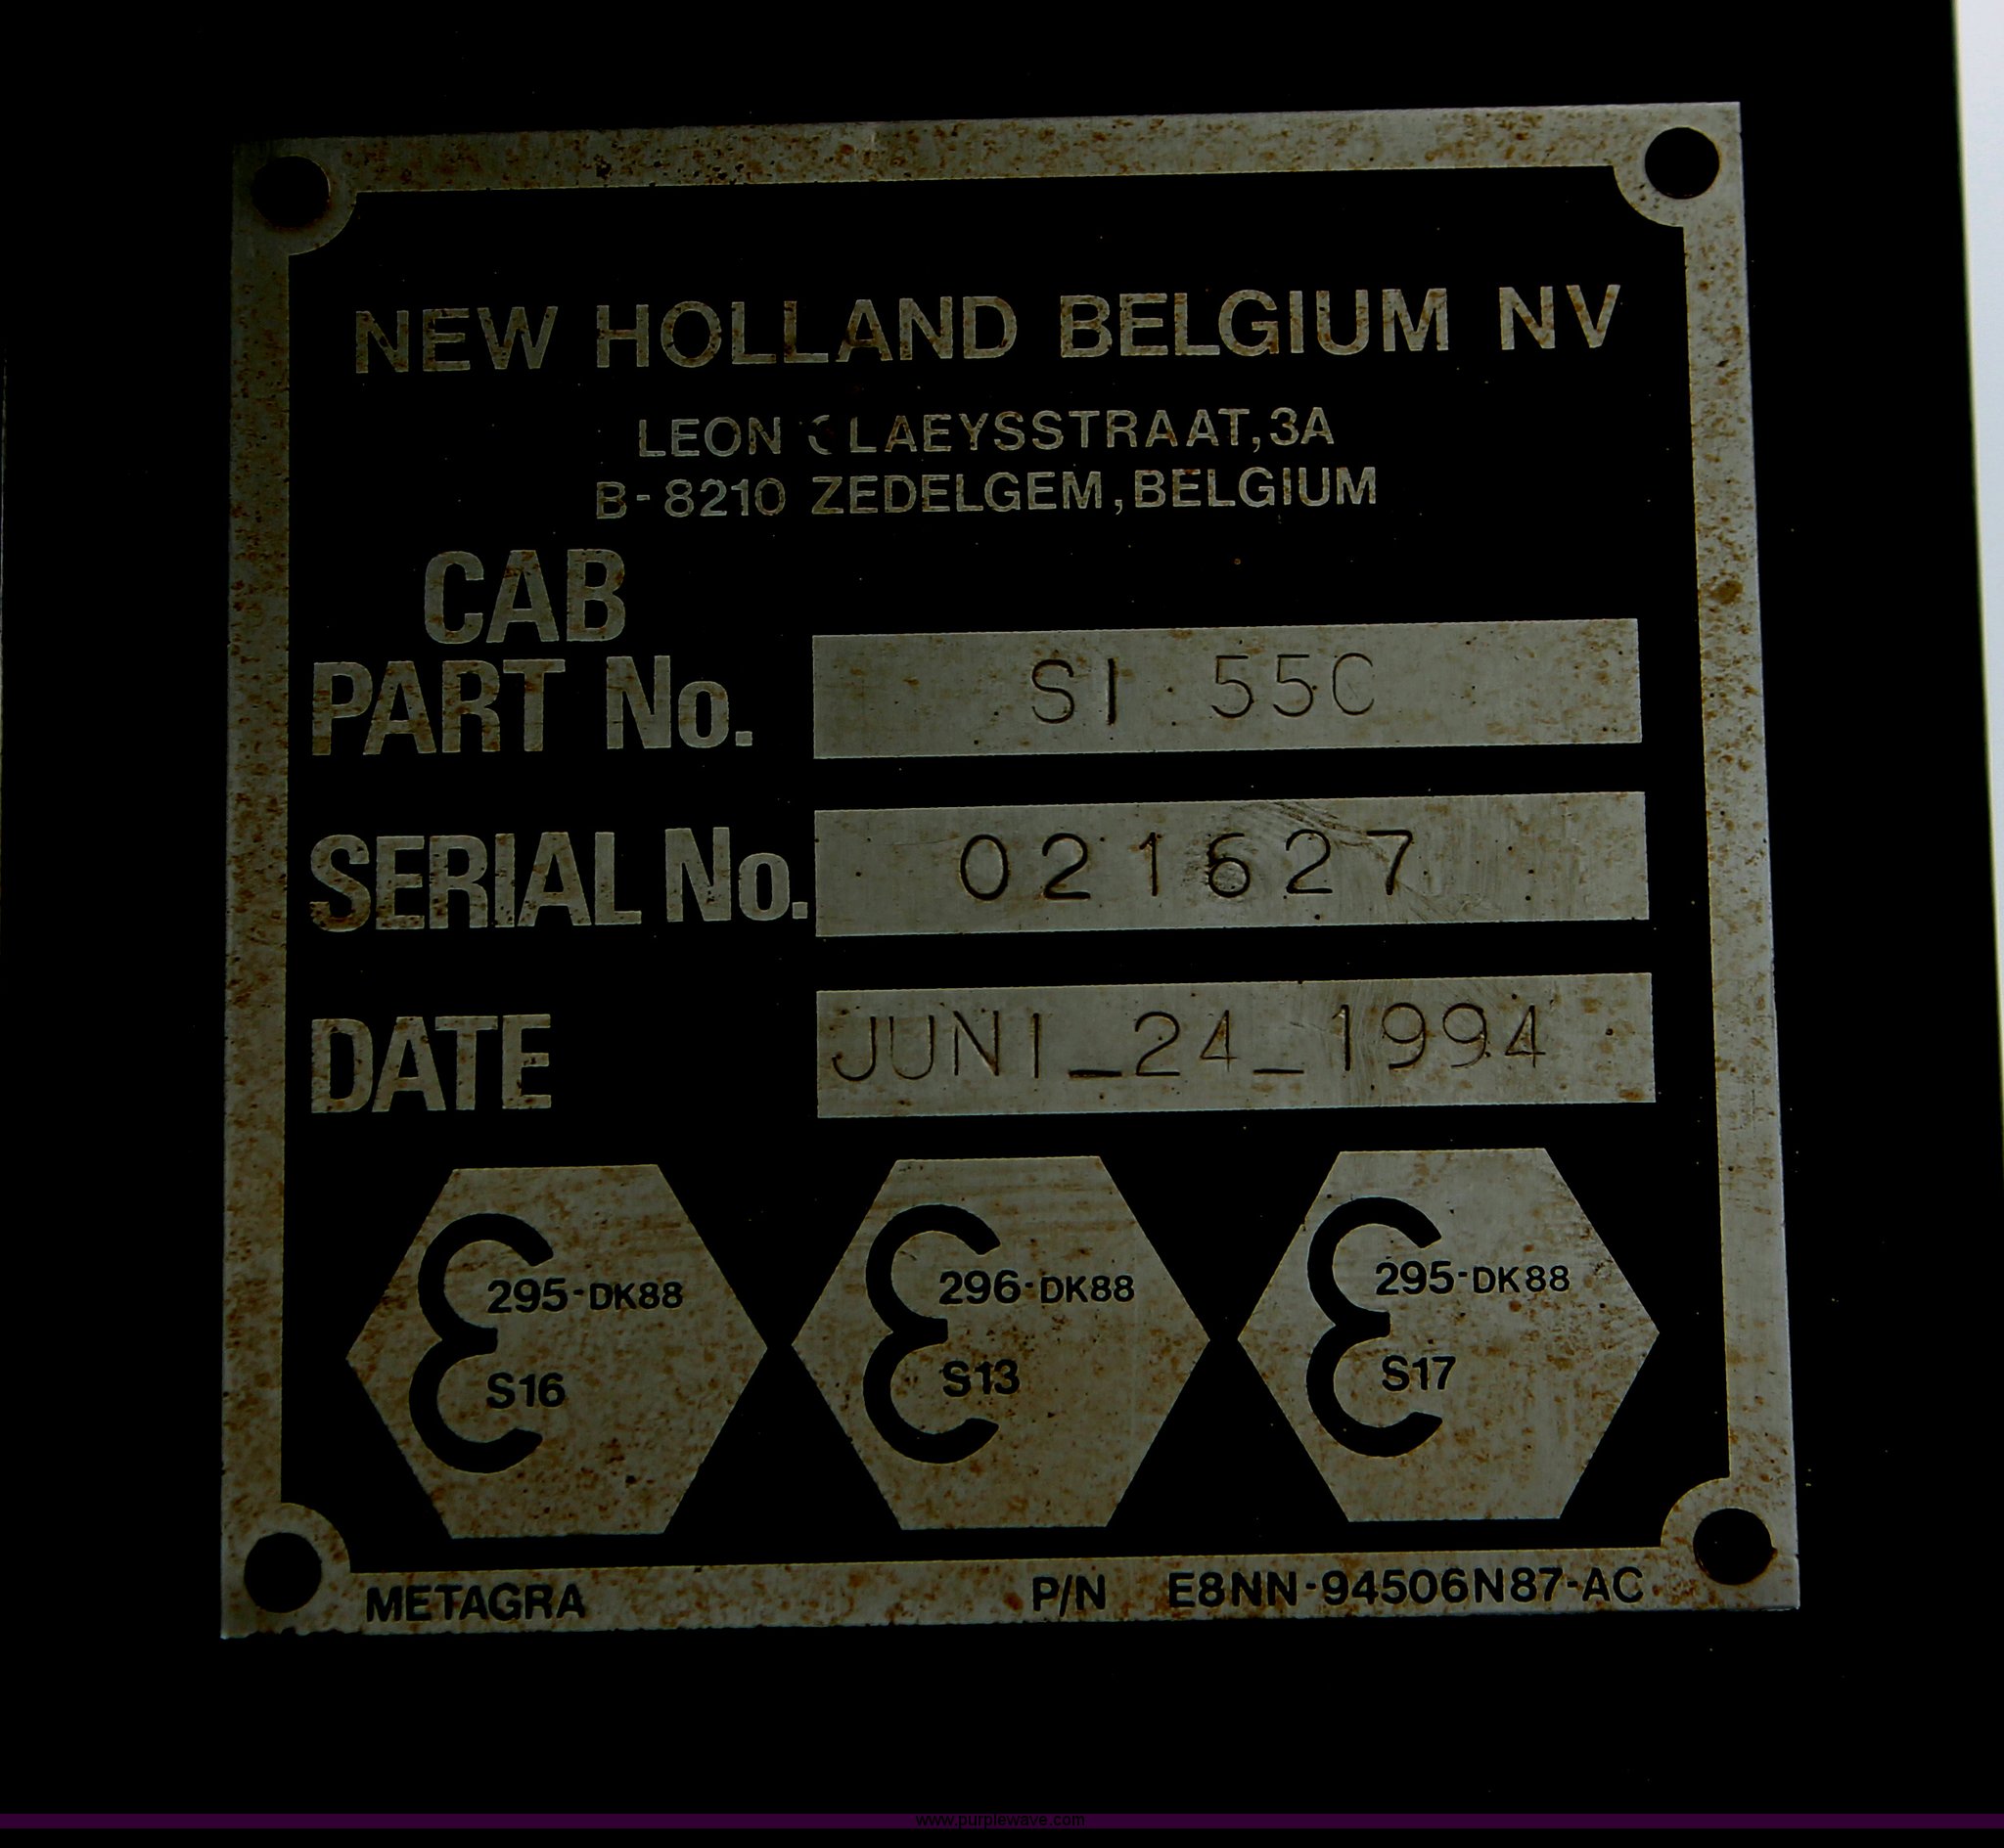 NEW HOLLAND BELGIUM NV
LEON CLAEYSSTRAAT,3A
B-8210 ZEDELGEM, BELGIUM
CAB
PART No. SI 55C
SERIAL No. 021627
DATE JUNI_24_1994
ε 295-DK88 S16
ε 296-DK88 S13
ε 295-DK88 S17
METAGRA P/N E8NN-94506N87-AC
www.purplewave.com